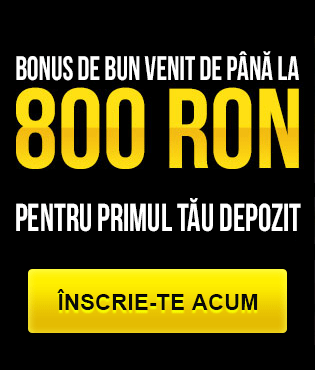 BONUS DE BUN VENIT DE PÂNĂ LA
800 RON
PENTRU PRIMUL TĂU DEPOZIT
ÎNSCRIE-TE ACUM